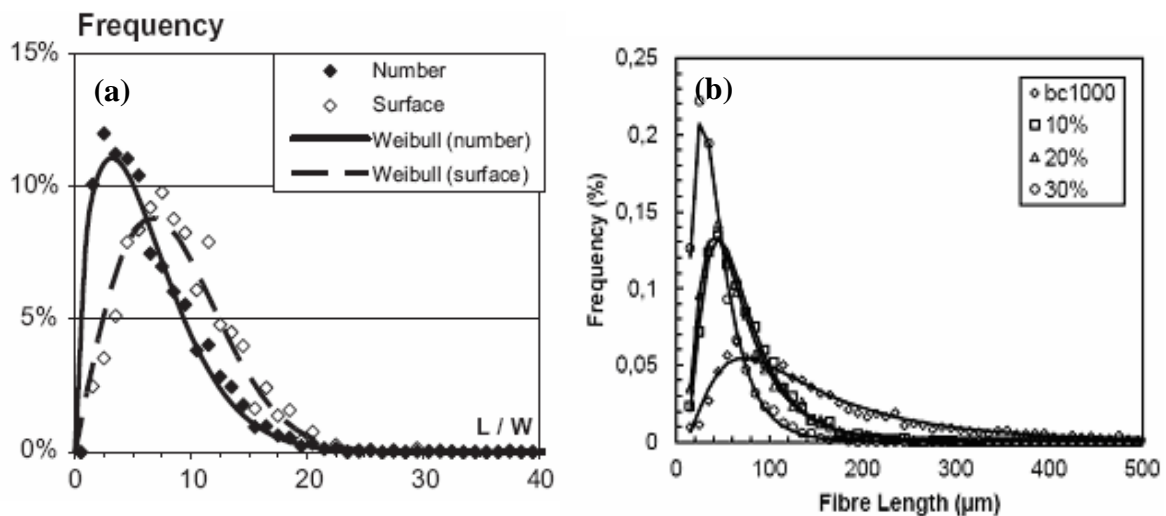 Frequency
15%
(a)
Number
Surface
Weibull (number)
Weibull (surface)
10%
5%
0%
L / W
0 10 20 30 40
(b)
0,25
0,2
0,15
0,1
0,05
0
Frequency (%)
bc1000
10%
20%
30%
0 100 200 300 400 500
Fibre Length (µm)